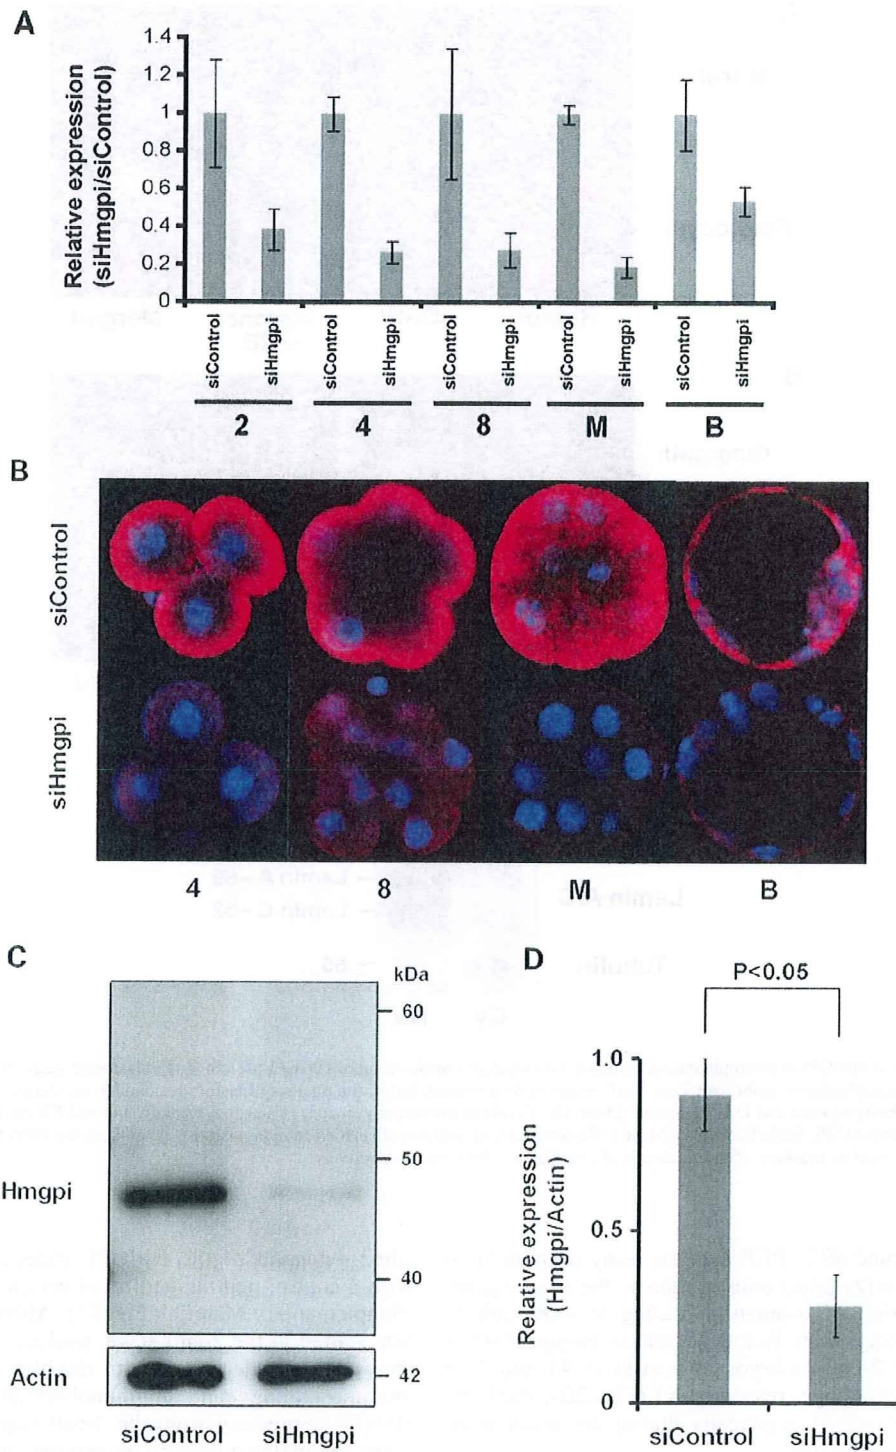 A
Relative expression
(siHmgpi/siControl)
1.4
1.2
1
0.8
0.6
0.4
0.2
0
siControl
siHmgpi
siControl
siHmgpi
siControl
siHmgpi
siControl
siHmgpi
siControl
siHmgpi
2
4
8
M
B
B
siControl
siHmgpi
4
8
M
B
C
kDa
60
50
Hmgpi
40
Actin
42
siControl
siHmgpi
D
P<0.05
Relative expression
(Hmgpi/Actin)
1.0
0.5
0
siControl
siHmgpi